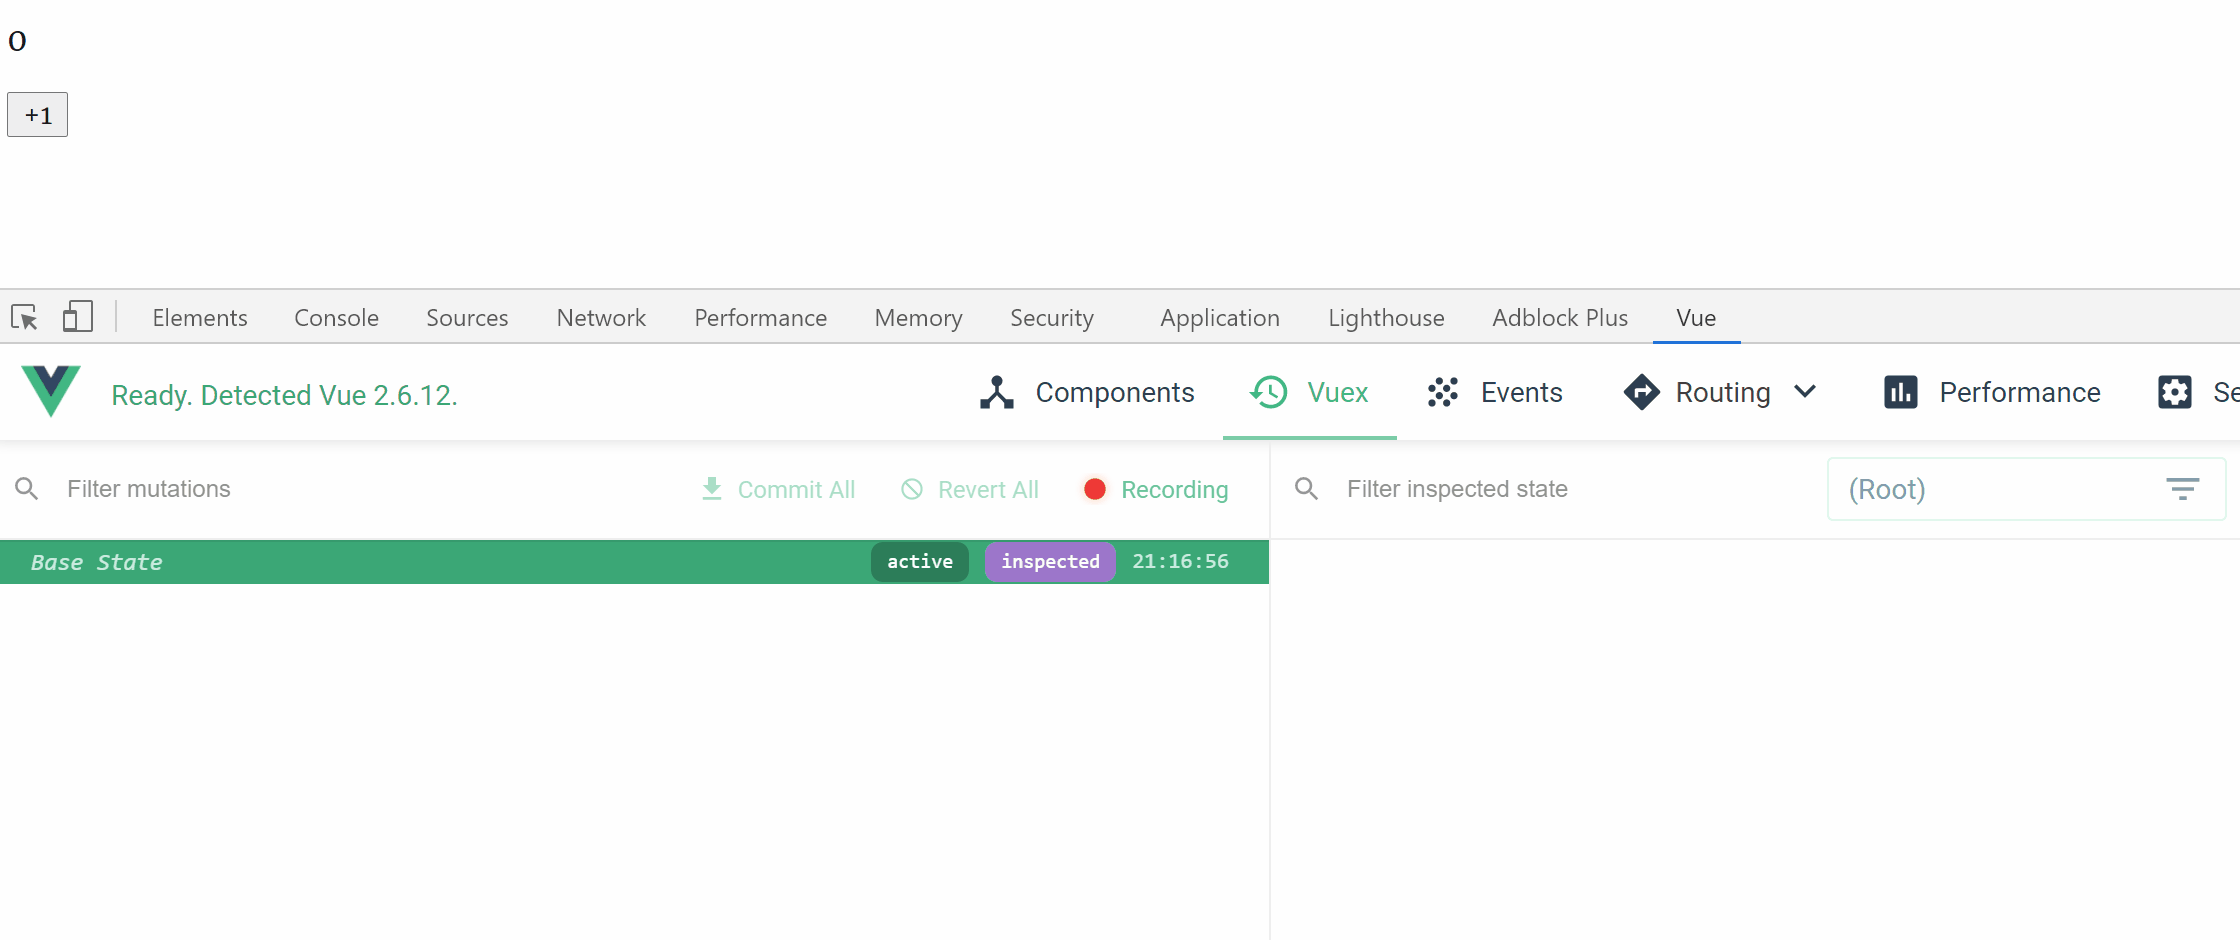 0
+1
Elements Console Sources Network Performance Memory Security Application Lighthouse Adblock Plus Vue
Ready. Detected Vue 2.6.12. Components Vuex Events Routing Performance Se
Filter mutations Commit All Revert All Recording Filter inspected state (Root)
Base State active inspected 21:16:56